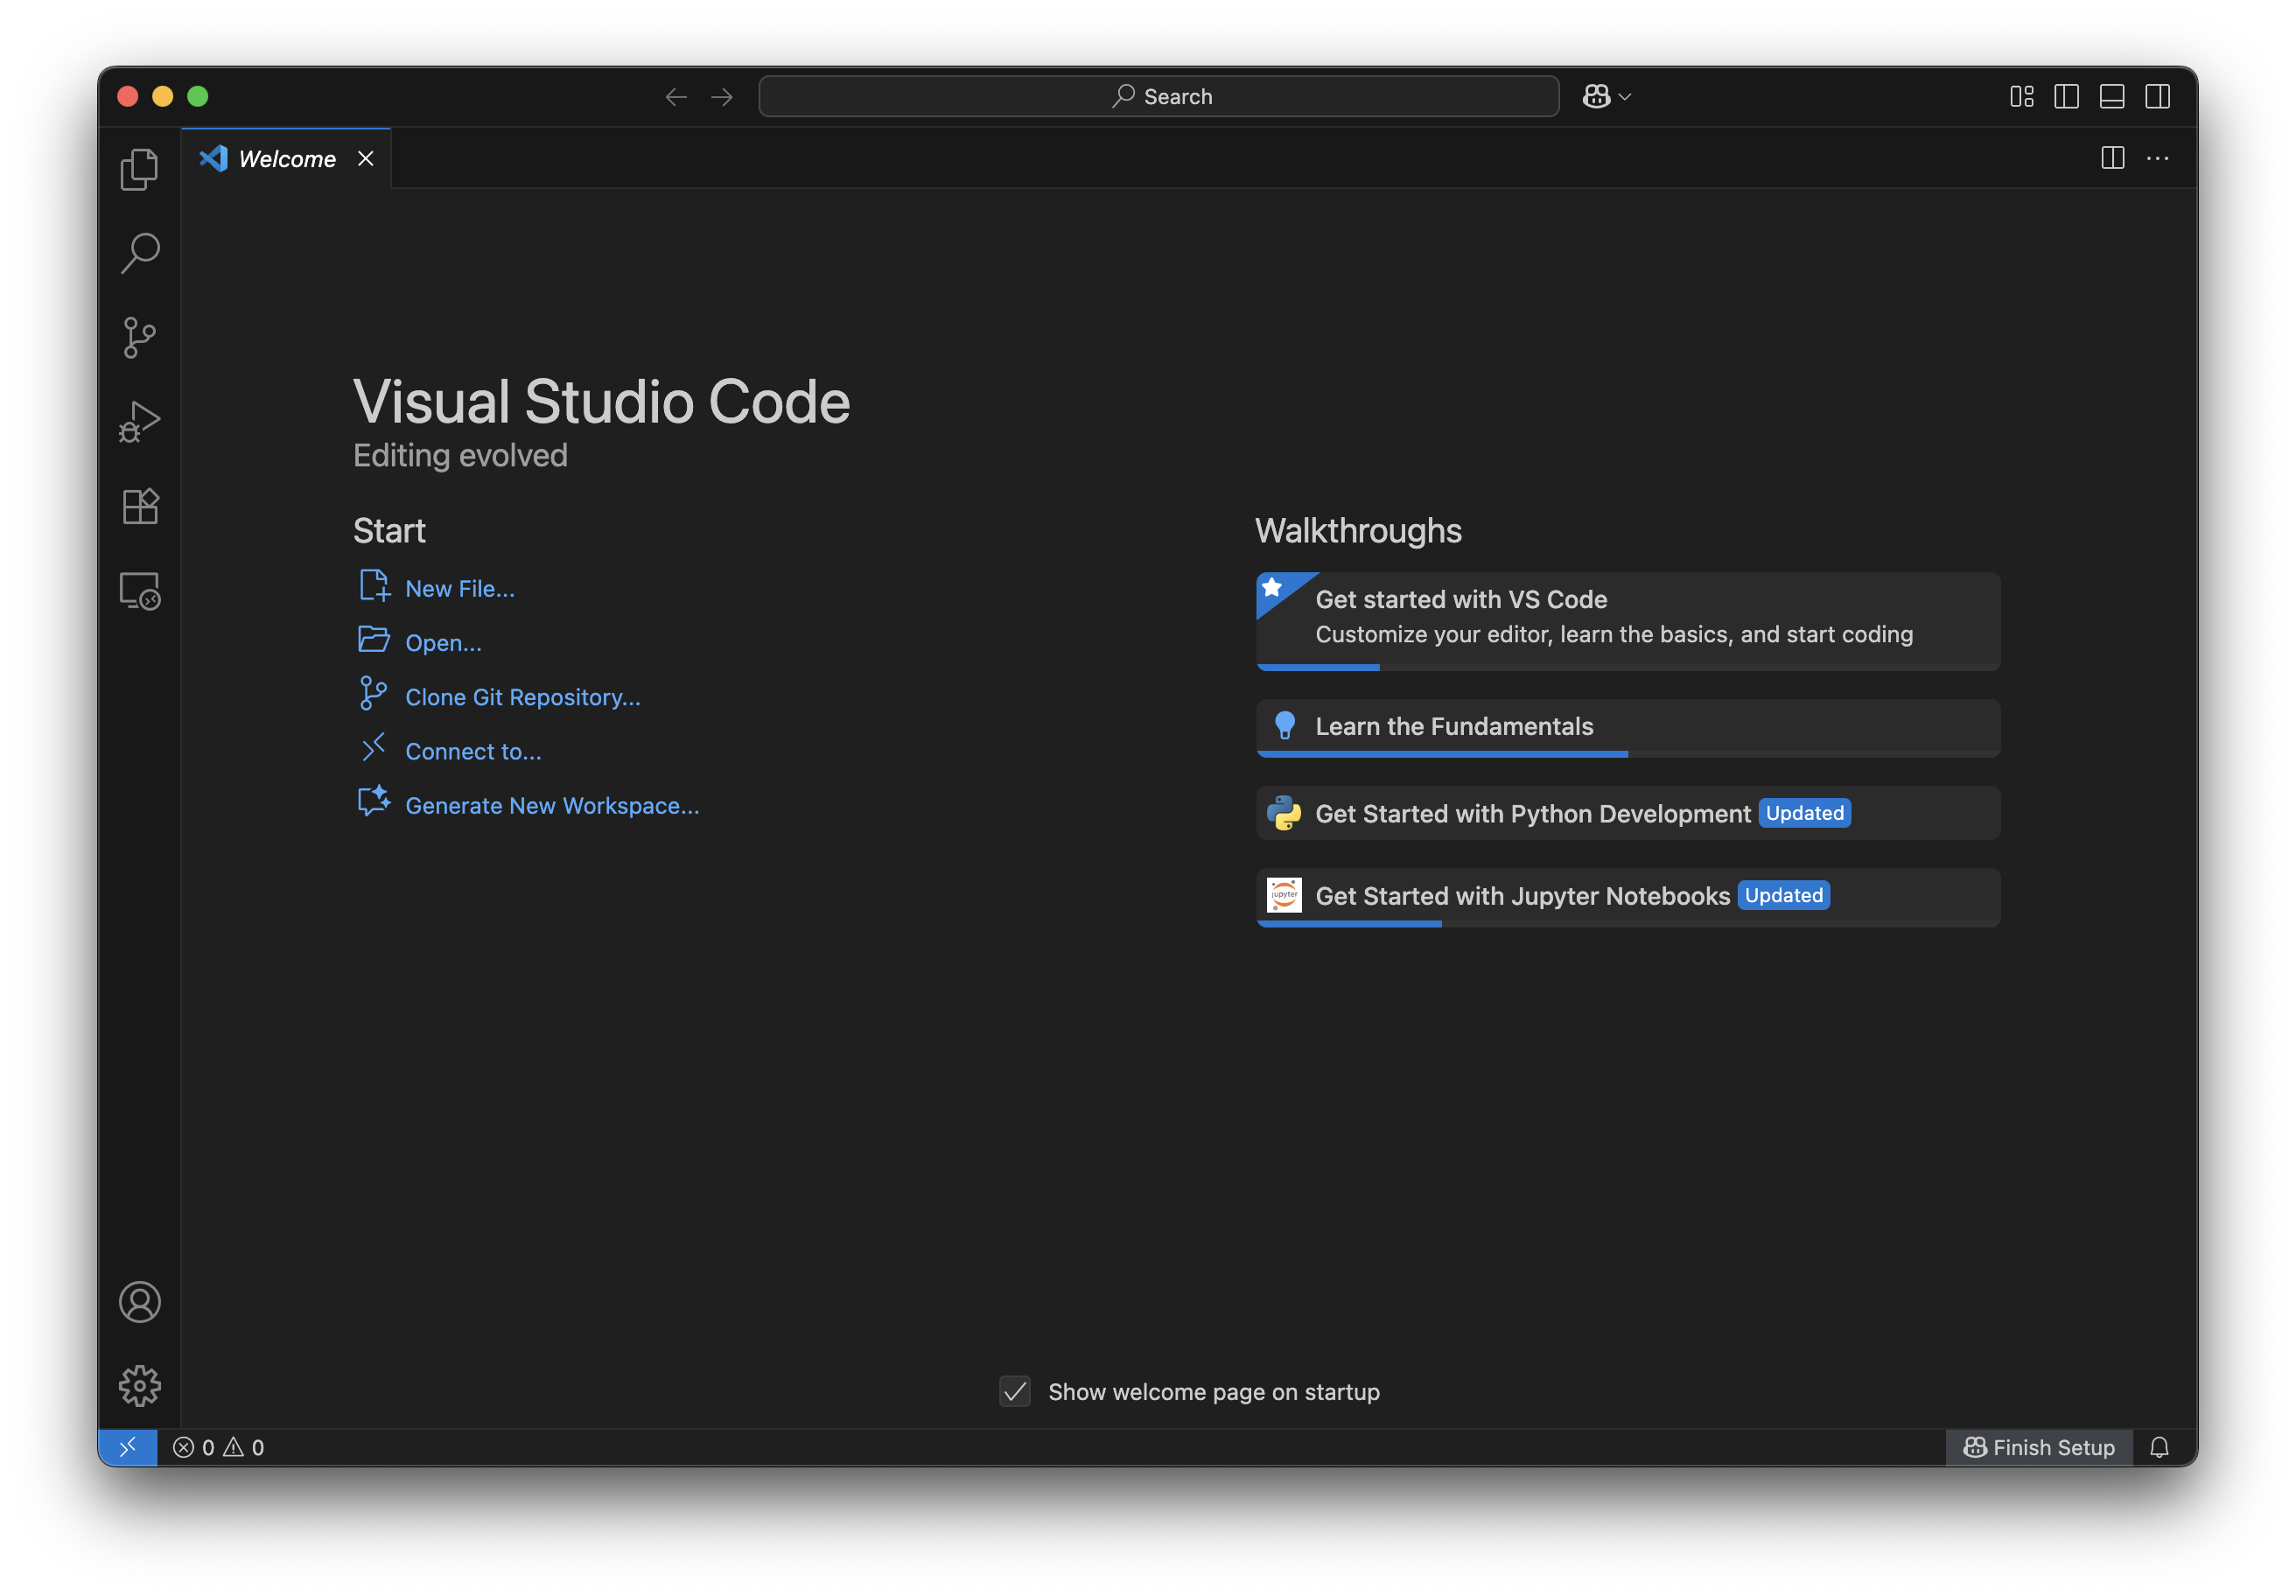 Search
Welcome
Visual Studio Code
Editing evolved
Start
New File...
Open...
Clone Git Repository...
Connect to...
Generate New Workspace...
Walkthroughs
Get started with VS Code
Customize your editor, learn the basics, and start coding
Learn the Fundamentals
Get Started with Python Development Updated
jupyter
Get Started with Jupyter Notebooks Updated
Show welcome page on startup
0 0
Finish Setup